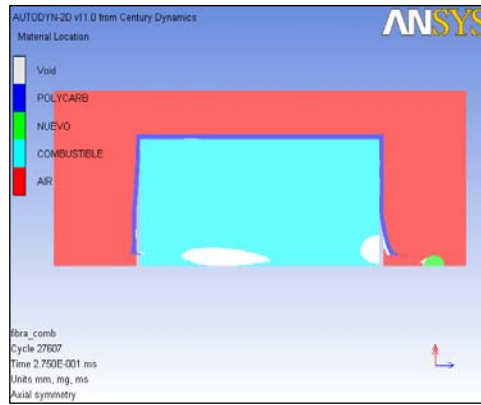 AUTODYN-2D v11.0 from Century Dynamics
Material Location
ANSYS
Void
POLYCARB
NUEVO
COMBUSTIBLE
AIR
fibra_comb
Cycle 27607
Time 2.750E-001 ms
Units mm, mg, ms
Axial symmetry